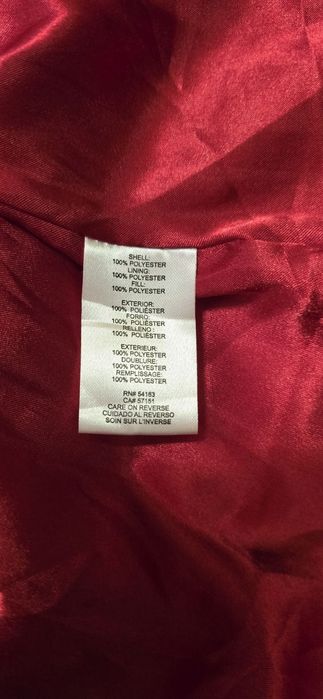 SHELL:
100% POLYESTER
LINING:
100% POLYESTER
FILL:
100% POLYESTER
EXTERIOR:
100% POLIÉSTER
FORRO:
100% POLIÉSTER
RELLENO:
100% POLIÉSTER
EXTERIEUR:
100% POLYESTER
DOUBLURE:
100% POLYESTER
REMPLISSAGE:
100% POLYESTER
RN# 54163
CA# 57151
CARE ON REVERSE
CUIDADO AL REVERSO
SOIN SUR L'INVERSE